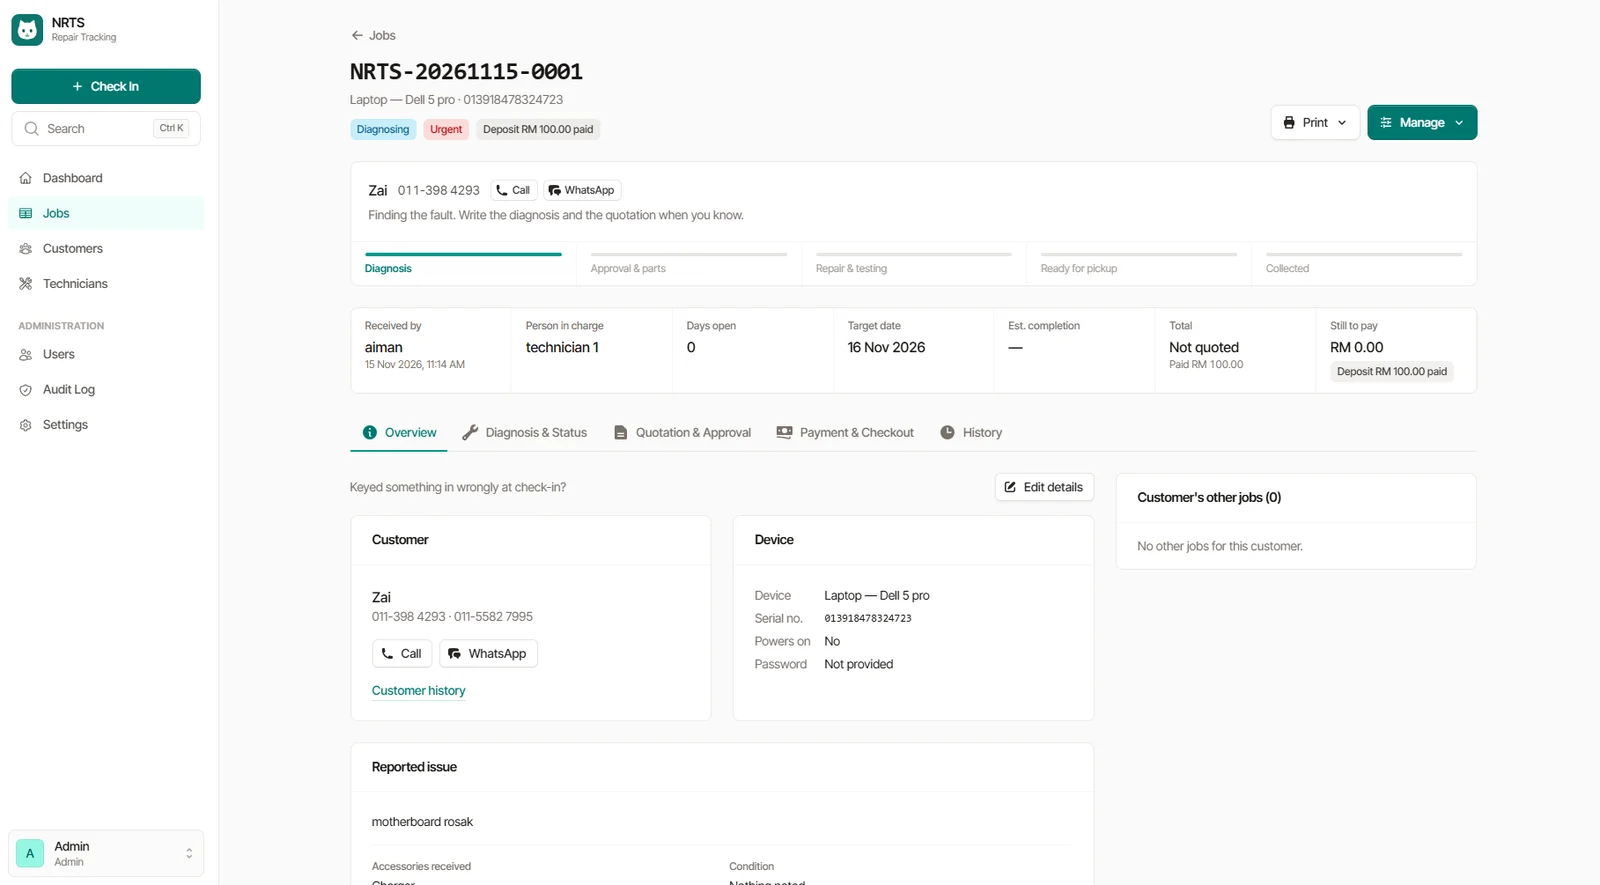 NRTS
Repair Tracking
Check In
Search
Ctrl K
Dashboard
Jobs
Customers
Technicians
ADMINISTRATION
Users
Audit Log
Settings
A
Admin
Admin
Jobs
NRTS-20261115-0001
Laptop — Dell 5 pro · 013918478324723
Diagnosing Urgent Deposit RM 100.00 paid
Print
Manage
Zai 011-398 4293 Call WhatsApp
Finding the fault. Write the diagnosis and the quotation when you know.
Diagnosis
Approval & parts
Repair & testing
Ready for pickup
Collected
Received by
aiman
15 Nov 2026, 11:14 AM
Person in charge
technician 1
Days open
0
Target date
16 Nov 2026
Est. completion
—
Total
Not quoted
Paid RM 100.00
Still to pay
RM 0.00
Deposit RM 100.00 paid
Overview
Diagnosis & Status
Quotation & Approval
Payment & Checkout
History
Keyed something in wrongly at check-in?
Edit details
Customer
Zai
011-398 4293 · 011-5582 7995
Call
WhatsApp
Customer history
Device
Device Laptop — Dell 5 pro
Serial no. 013918478324723
Powers on No
Password Not provided
Customer's other jobs (0)
No other jobs for this customer.
Reported issue
motherboard rosak
Accessories received
Charger
Condition
Nothing noted